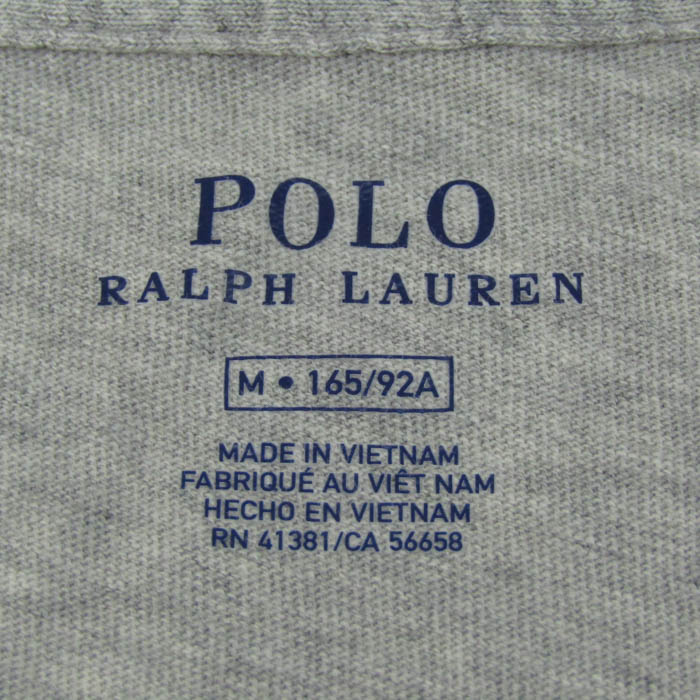 POLO
RALPH LAUREN
M • 165/92A
MADE IN VIETNAM
FABRIQUÉ AU VIÊT NAM
HECHO EN VIETNAM
RN 41381/CA 56658